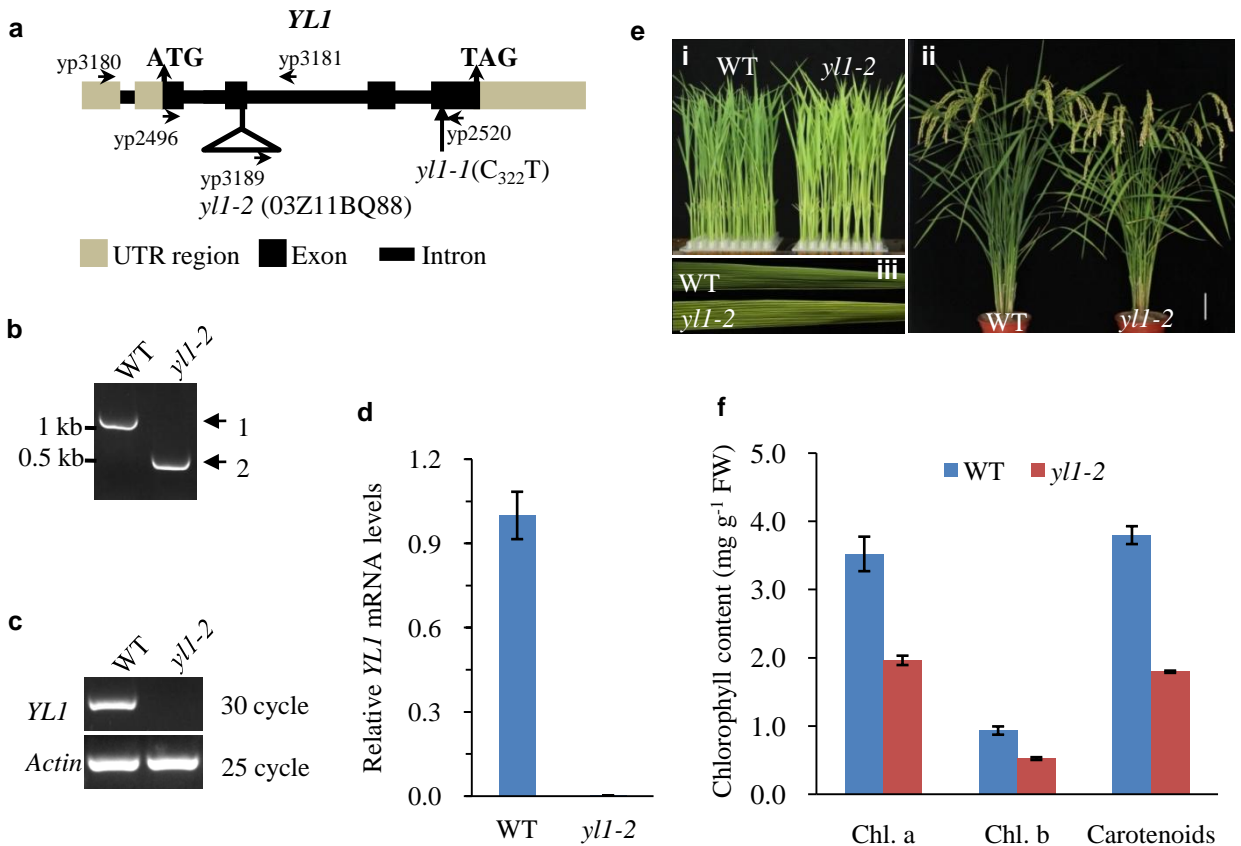 a
YL1
yp3180
ATG
yp3181
TAG
yp2496
yp2520
yp3189
yl1-1(C₃₂₂T)
yl1-2 (03Z11BQ88)
UTR region
Exon
Intron
b
WT
yl1-2
1 kb
1
0.5 kb
2
c
WT
yl1-2
YL1
30 cycle
Actin
25 cycle
d
Relative YL1 mRNA levels
1.2
0.9
0.6
0.3
0.0
WT
yl1-2
e
i
WT
yl1-2
ii
WT
yl1-2
iii
WT
yl1-2
f
Chlorophyll content (mg g⁻¹ FW)
5.0
4.0
3.0
2.0
1.0
0.0
WT
yl1-2
Chl. a
Chl. b
Carotenoids